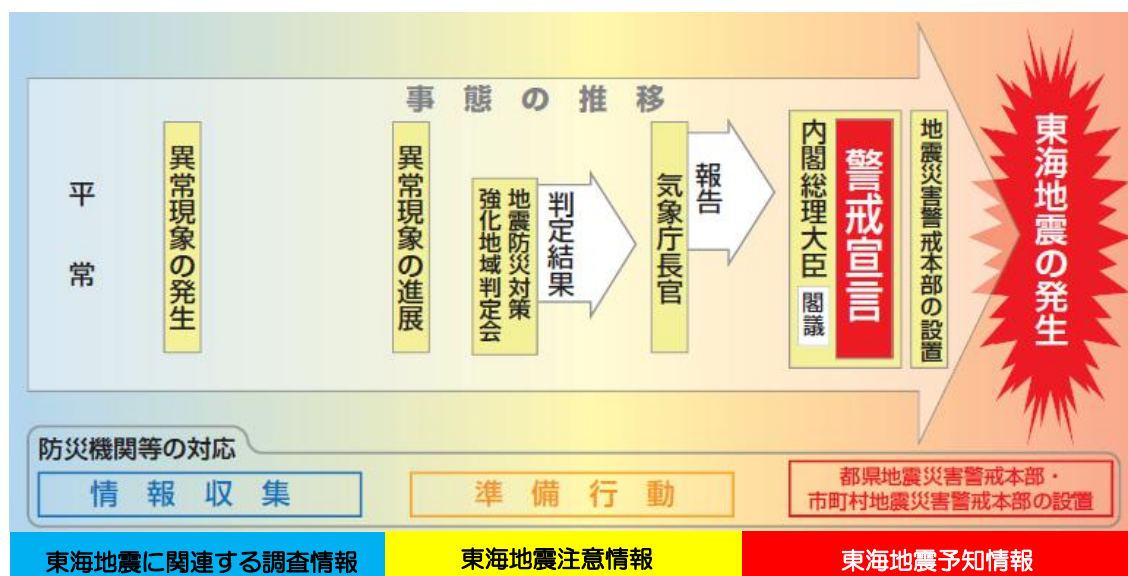 事態の推移
平常
異常現象の発生
異常現象の進展
地震防災対策
強化地域判定会
判定結果
気象庁長官
報告
内閣総理大臣
閣議
警戒宣言
地震災害警戒本部の設置
東海地震の発生
防災機関等の対応
情報収集
準備行動
都県地震災害警戒本部・
市町村地震災害警戒本部の設置
東海地震に関連する調査情報
東海地震注意情報
東海地震予知情報